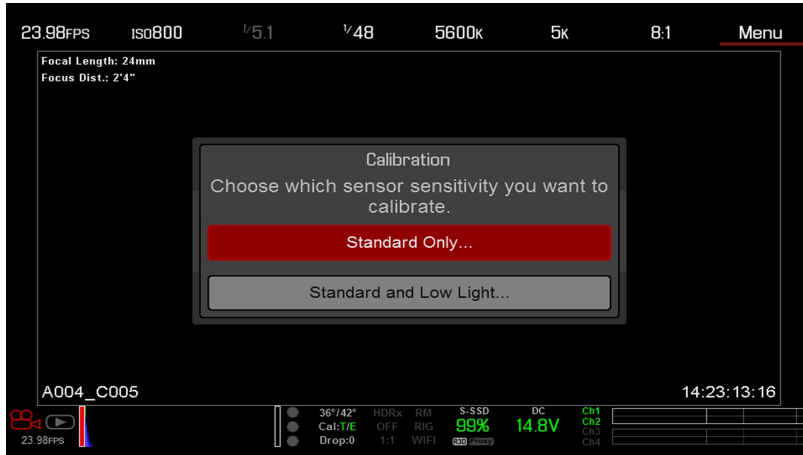 23.98FPS ISO800 f/5.1 1/48 5600K 5K 8:1 Menu
Focal Length: 24mm
Focus Dist.: 2'4"
Calibration
Choose which sensor sensitivity you want to
calibrate.
Standard Only...
Standard and Low Light...
A004_C005 14:23:13:16
36°/42° HDRx RM S-SSD DC Ch1
Cal:T/E OFF RIG 99% 14.8V Ch2
Ch3
23.98FPS Drop:0 1:1 WIFI R3D Proxy Ch4